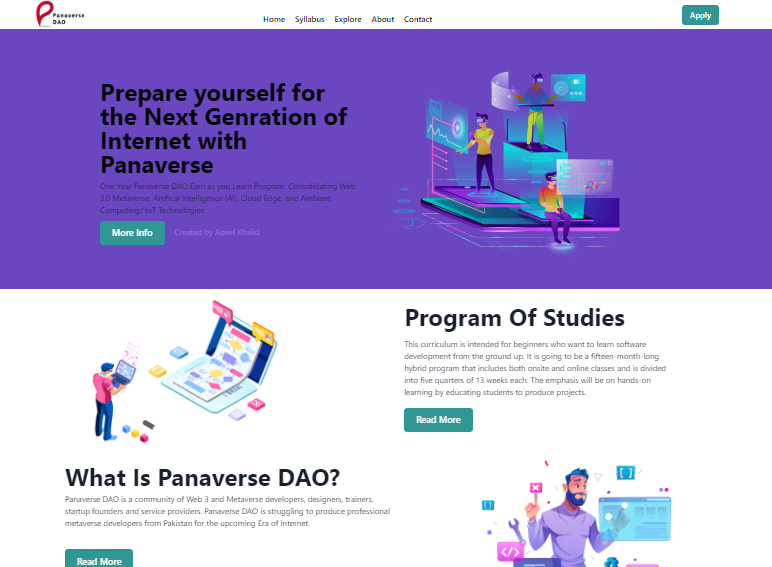 Panaverse
DAO
Home Syllabus Explore About Contact
Apply
Prepare yourself for
the Next Genration of
Internet with
Panaverse
One Year Panaverse DAO Earn as you Learn Program. Consolidating Web
3.0 Metaverse, Artifical Intelligence (AI), Cloud Edge, and Ambient
Computing/ IoT Technologies
More Info Created by Adeel Khalid
Program Of Studies
This curriculum is intended for beginners who want to learn software
development from the ground up. It is going to be a fifteen-month-long
hybrid program that includes both onsite and online classes and is divided
into five quarters of 13 weeks each. The emphasis will be on hands-on
learning by educating students to produce projects.
Read More
What Is Panaverse DAO?
Panaverse DAO is a community of Web 3 and Metaverse developers, designers, trainers,
startup founders and service providers. Panaverse DAO is struggling to produce professional
metaverse developers from Pakistan for the upcoming Era of Internet.
Read More